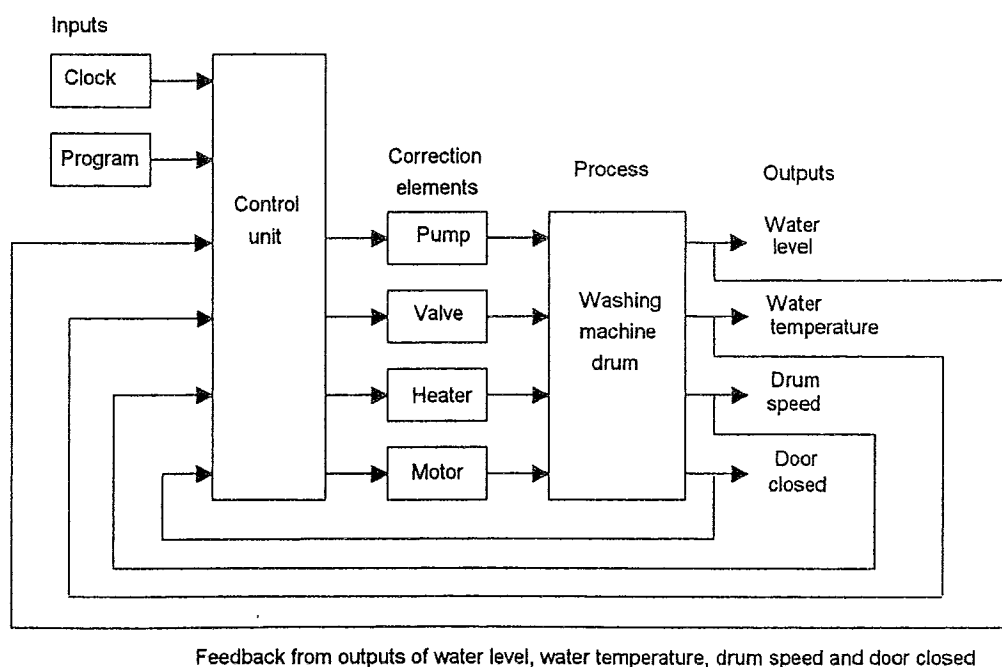 Inputs
Clock
Program
Control
unit
Correction
elements
Pump
Valve
Heater
Motor
Process
Washing
machine
drum
Outputs
Water
level
Water
temperature
Drum
speed
Door
closed
Feedback from outputs of water level, water temperature, drum speed and door closed